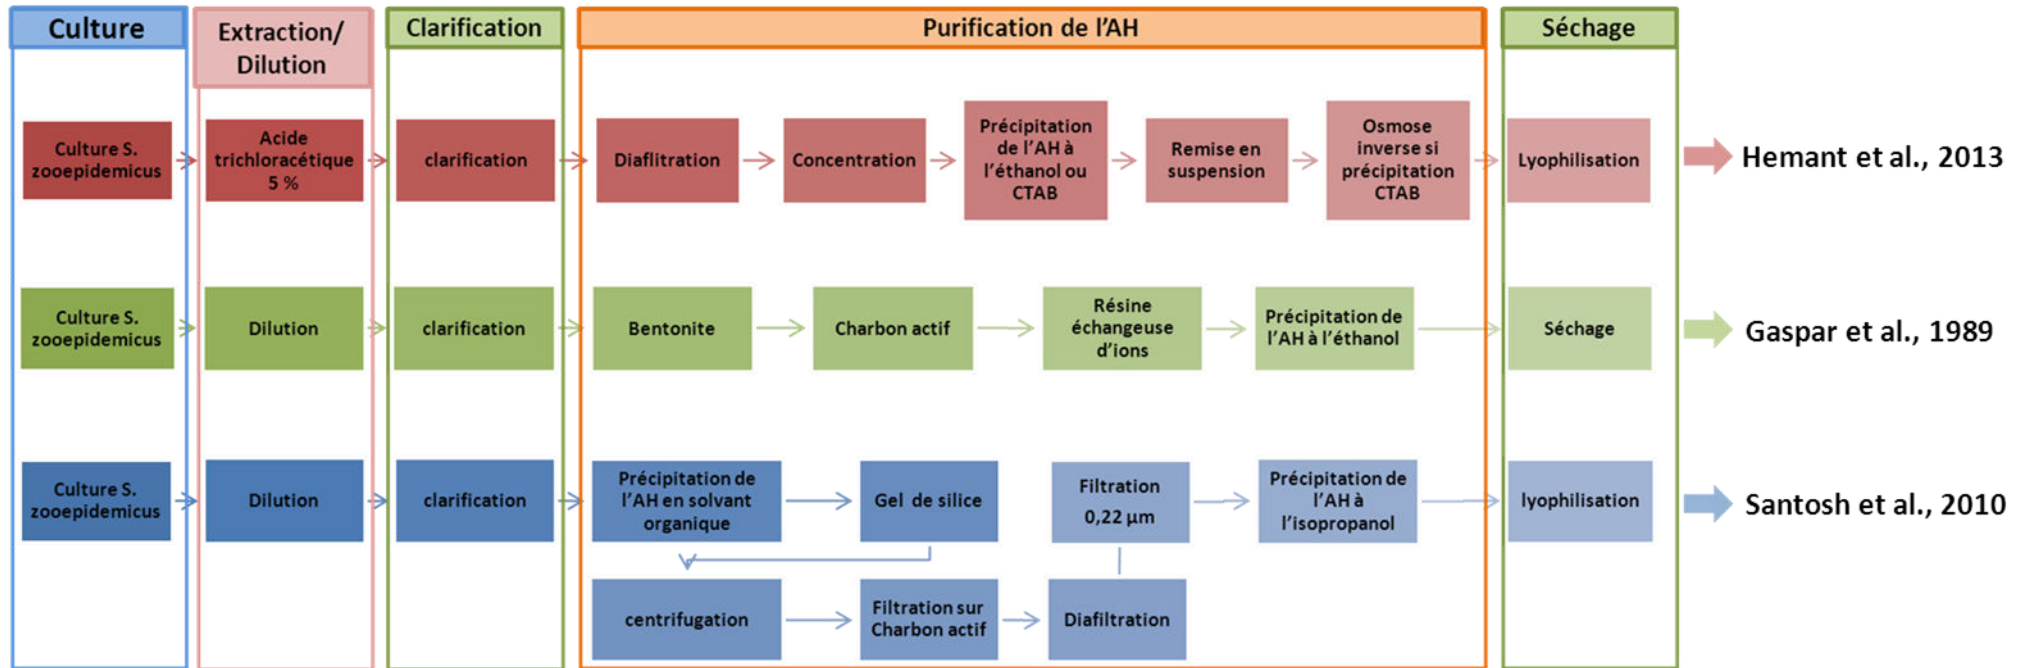 Culture
Extraction/
Dilution
Clarification
Purification de l’AH
Séchage
Culture S.
zooepidemicus
Acide
trichloracétique
5 %
clarification
Diaflitration
Concentration
Précipitation
de l’AH à
l’éthanol ou
CTAB
Remise en
suspension
Osmose
inverse si
précipitation
CTAB
Lyophilisation
Hemant et al., 2013
Culture S.
zooepidemicus
Dilution
clarification
Bentonite
Charbon actif
Résine
échangeuse
d’ions
Précipitation de
l’AH à l’éthanol
Séchage
Gaspar et al., 1989
Culture S.
zooepidemicus
Dilution
clarification
Précipitation de
l’AH en solvant
organique
Gel de silice
Filtration
0,22 µm
Précipitation de
l’AH à
l’isopropanol
lyophilisation
Santosh et al., 2010
centrifugation
Filtration sur
Charbon actif
Diafiltration